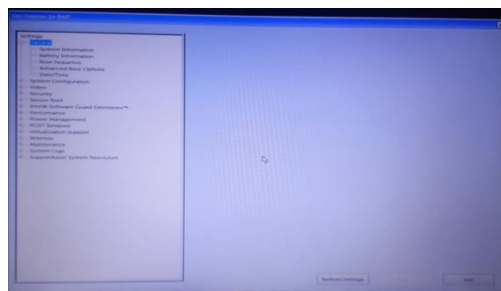 Settings
General
System Information
Battery Information
Boot Sequence
Advanced Boot Options
Date/Time
System Configuration
Video
Security
Secure Boot
Intel® Software Guard Extensions™
Performance
Power Management
POST Behavior
Virtualization Support
Wireless
Maintenance
System Logs
SupportAssist System Resolution
Restore Settings
Exit